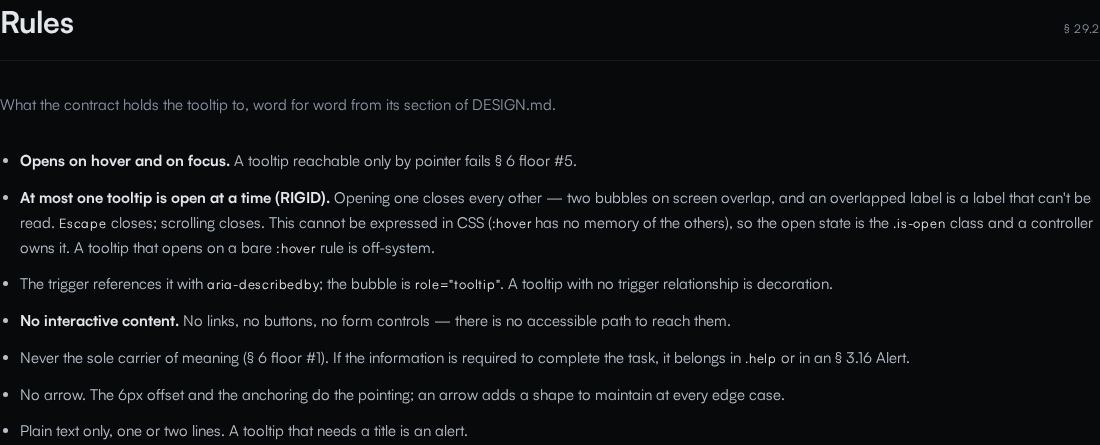 Rules
§ 29.2
What the contract holds the tooltip to, word for word from its section of DESIGN.md.
• Opens on hover and on focus. A tooltip reachable only by pointer fails § 6 floor #5.
• At most one tooltip is open at a time (RIGID). Opening one closes every other — two bubbles on screen overlap, and an overlapped label is a label that can't be
read. Escape closes; scrolling closes. This cannot be expressed in CSS (:hover has no memory of the others), so the open state is the .is-open class and a controller
owns it. A tooltip that opens on a bare :hover rule is off-system.
• The trigger references it with aria-describedby; the bubble is role="tooltip". A tooltip with no trigger relationship is decoration.
• No interactive content. No links, no buttons, no form controls — there is no accessible path to reach them.
• Never the sole carrier of meaning (§ 6 floor #1). If the information is required to complete the task, it belongs in .help or in an § 3.16 Alert.
• No arrow. The 6px offset and the anchoring do the pointing; an arrow adds a shape to maintain at every edge case.
• Plain text only, one or two lines. A tooltip that needs a title is an alert.